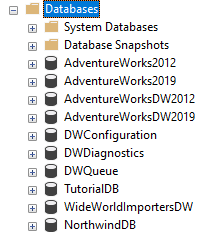 Databases
System Databases
Database Snapshots
AdventureWorks2012
AdventureWorks2019
AdventureWorksDW2012
AdventureWorksDW2019
DWConfiguration
DWDiagnostics
DWQueue
TutorialDB
WideWorldImportersDW
NorthwindDB